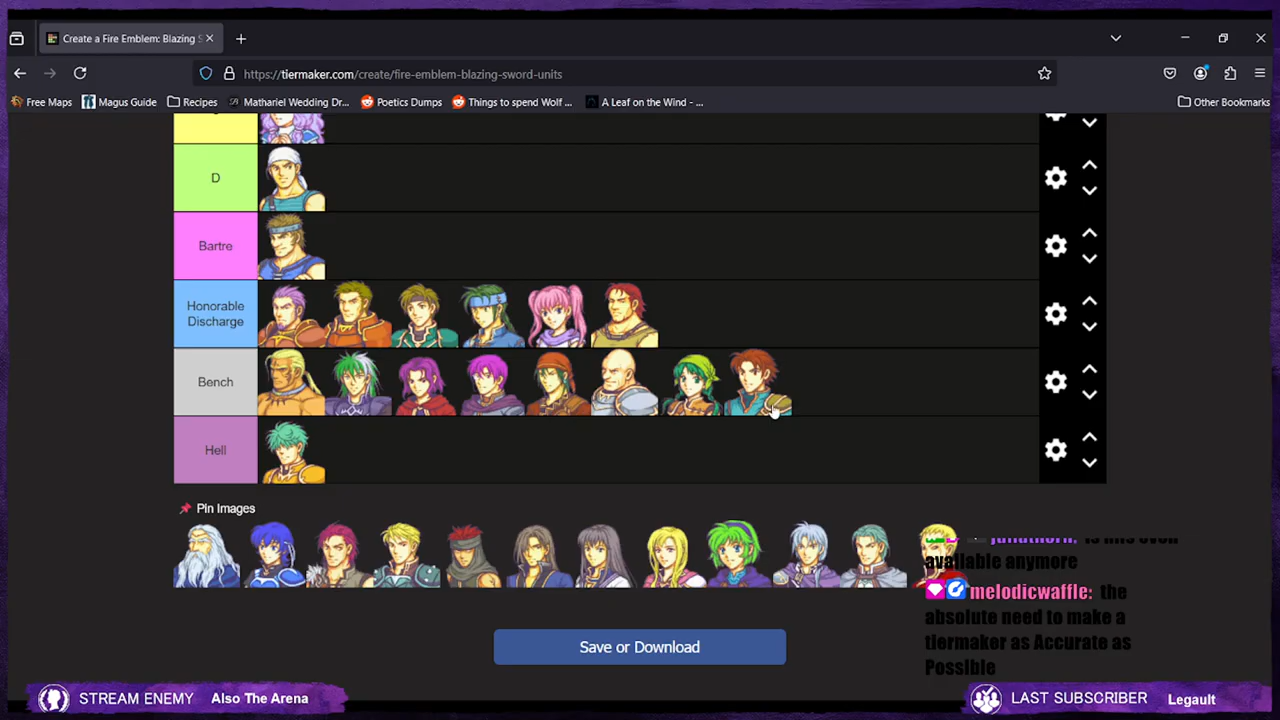 Create a Fire Emblem: Blazing S
https://tiermaker.com/create/fire-emblem-blazing-sword-units
Free Maps Magus Guide Recipes Mathariel Wedding Dr... Poetics Dumps Things to spend Wolf ... A Leaf on the Wind - ... Other Bookmarks
D
Bartre
Honorable
Discharge
Bench
Hell
Pin Images
available anymore
melodicwaffle: the
absolute need to make a
tiermaker as Accurate as
Possible
Save or Download
STREAM ENEMY Also The Arena
LAST SUBSCRIBER Legault